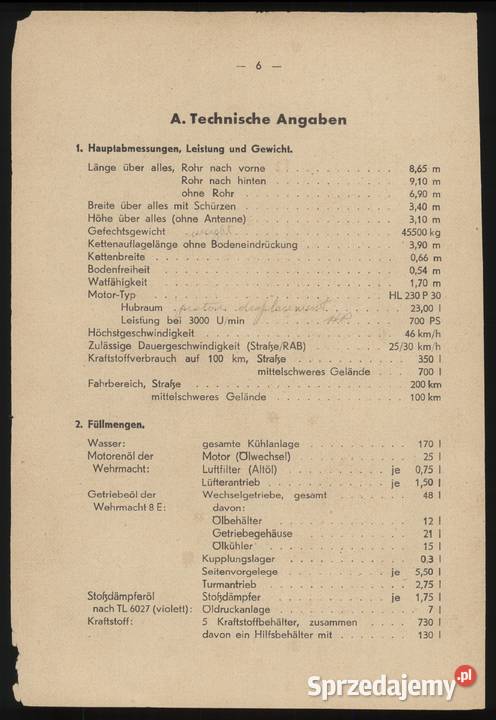 — 6 —
A. Technische Angaben
1. Hauptabmessungen, Leistung und Gewicht.
Länge über alles, Rohr nach vorne . . . . . . . . . . 8,65 m
Rohr nach hinten . . . . . . . . . . 9,10 m
ohne Rohr . . . . . . . . . . 6,90 m
Breite über alles mit Schürzen . . . . . . . . . . 3,40 m
Höhe über alles (ohne Antenne) . . . . . . . . . . 3,10 m
Gefechtsgewicht weight . . . . . . . . . . 45500 kg
Kettenauflagelänge ohne Bodeneindrückung . . . . . . . . . . 3,90 m
Kettenbreite . . . . . . . . . . 0,66 m
Bodenfreiheit . . . . . . . . . . 0,54 m
Watfähigkeit . . . . . . . . . . 1,70 m
Motor-Typ . . . . . . . . . . HL 230 P 30
Hubraum piston displacement . . . . . . . . . . 23,00 l
Leistung bei 3000 U/min . . . . . . . . . . 700 PS
Höchstgeschwindigkeit . . . . . . . . . . 46 km/h
Zulässige Dauergeschwindigkeit (Straße/RAB) . . . . . . . . . . 25/30 km/h
Kraftstoffverbrauch auf 100 km, Straße . . . . . . . . . . 350 l
mittelschweres Gelände . . . . . . . . . . 700 l
Fahrbereich, Straße . . . . . . . . . . 200 km
mittelschweres Gelände . . . . . . . . . . 100 km
2. Füllmengen.
Wasser: gesamte Kühlanlage . . . . . . . . . . 170 l
Motorenöl der Motor (Ölwechsel) . . . . . . . . . . 25 l
Wehrmacht: Luftfilter (Altöl) . . . . . . . . . . je 0,75 l
Lüfterantrieb . . . . . . . . . . je 1,50 l
Getriebeöl der Wechselgetriebe, gesamt . . . . . . . . . . 48 l
Wehrmacht 8 E: davon:
Ölbehälter . . . . . . . . . . 12 l
Getriebegehäuse . . . . . . . . . . 21 l
Ölkühler . . . . . . . . . . 15 l
Kupplungslager . . . . . . . . . . 0,3 l
Seitenvorgelege . . . . . . . . . . je 5,50 l
Turmantrieb . . . . . . . . . . 2,75 l
Stoßdämpferöl Stoßdämpfer . . . . . . . . . . je 1,75 l
nach TL 6027 (violett): Öldruckanlage . . . . . . . . . . 7 l
Kraftstoff: 5 Kraftstoffbehälter, zusammen . . . . . . . . . . 730 l
davon ein Hilfsbehälter mit . . . . . . . . . . 130 l
Sprzedajemy.pl